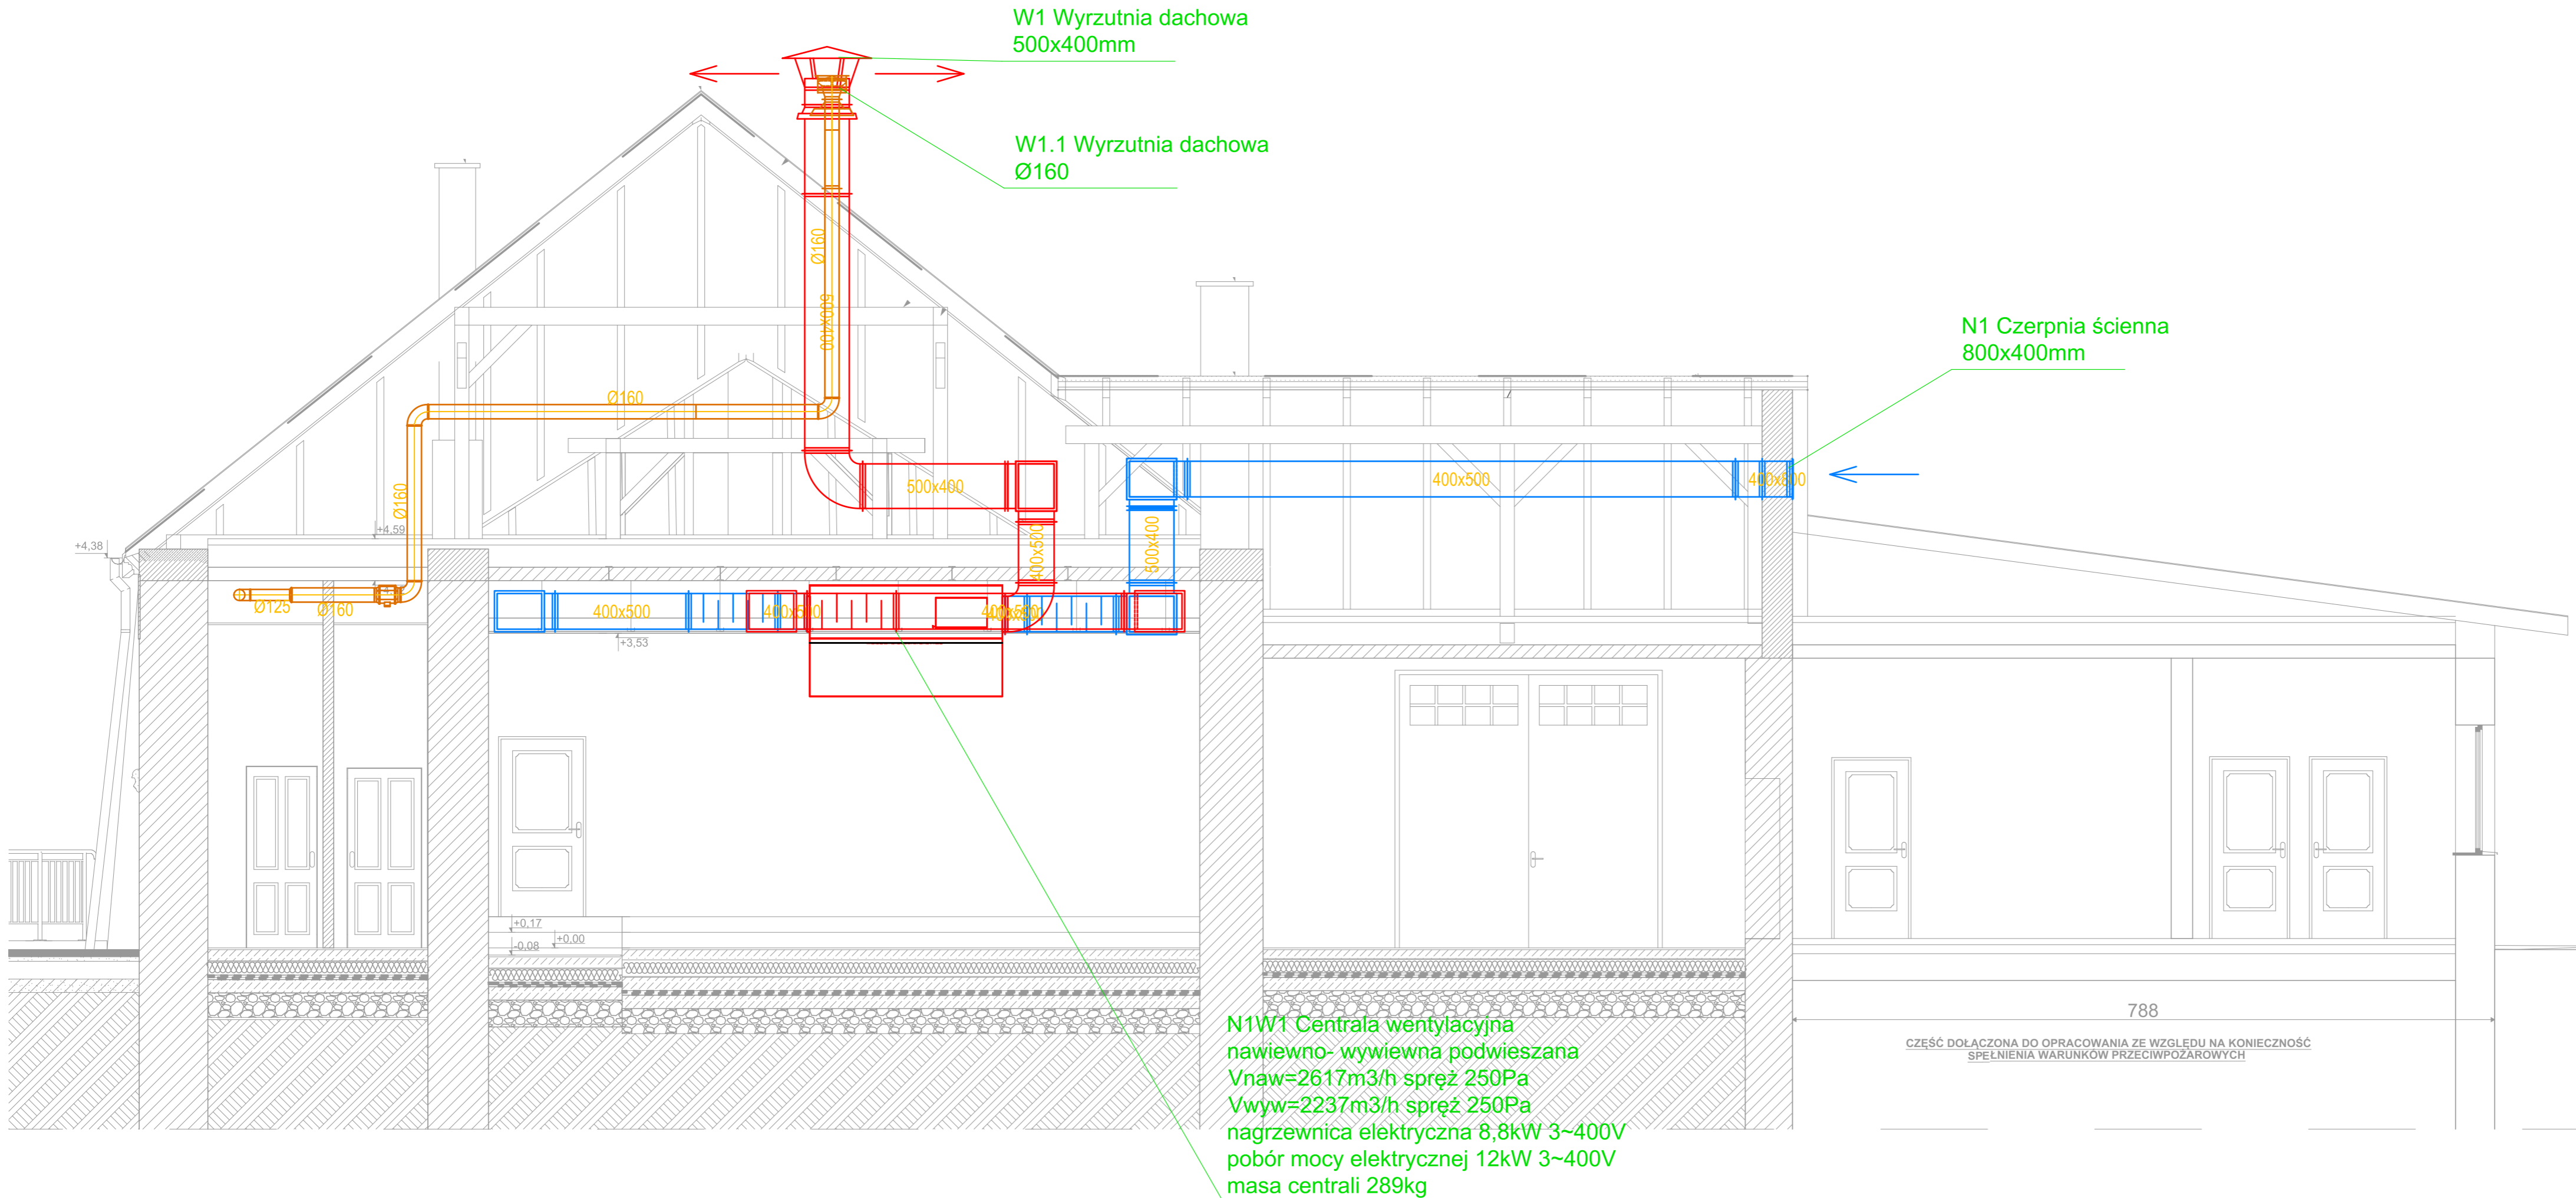 W1 Wyrzutnia dachowa
500x400mm
W1.1 Wyrzutnia dachowa
Ø160
Ø160
500x400
N1 Czerpnia ścienna
800x400mm
Ø160
500x400
400x500
Ø160
400x500
500x400
+4,59
+4,38
Ø125
Ø160
400x500
400x500
+3,53
+0,17
+0,00
-0,08
788
CZĘŚĆ DOŁĄCZONA DO OPRACOWANIA ZE WZGLĘDU NA KONIECZNOŚĆ
SPEŁNIENIA WARUNKÓW PRZECIWPOŻAROWYCH
N1W1 Centrala wentylacyjna
nawiewno- wywiewna podwieszana
Vnaw=2617m3/h spręż 250Pa
Vwyw=2237m3/h spręż 250Pa
nagrzewnica elektryczna 8,8kW 3~400V
pobór mocy elektrycznej 12kW 3~400V
masa centrali 289kg